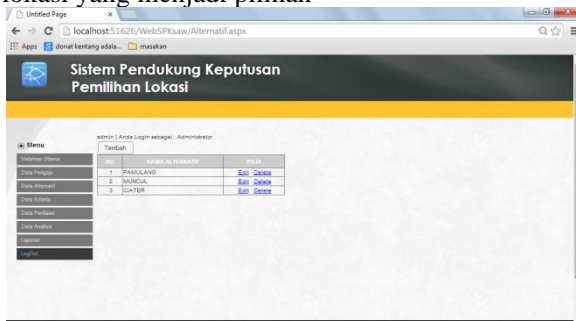 lokasi yang menjadi pilihan
Untitled Page
localhost:51626/WebSPKsaw/Alternatif.aspx
Apps donat kentang adala... masakan
Sistem Pendukung Keputusan
Pemilihan Lokasi
admin | Anda Login sebagai : Administrator
Menu
Tambah
Halaman Utama
Data Pengguna
Data Alternatif
Data Kriteria
Data Penilaian
Data Analisis
Laporan
LogOut
NO NAMA ALTERNATIF PILIH
1 PAMULANG Edit Delete
2 MUNCUL Edit Delete
3 CIATER Edit Delete